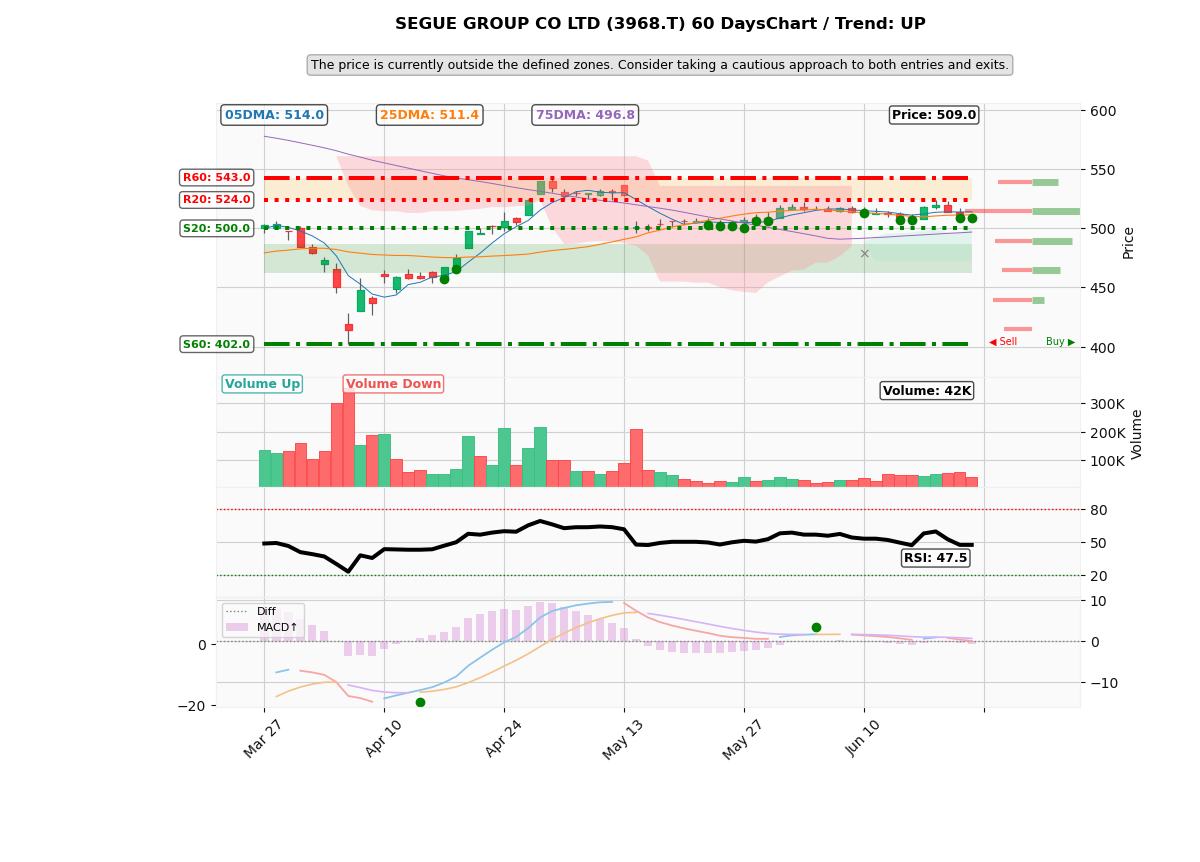 SEGUE GROUP CO LTD (3968.T) 60 DaysChart / Trend: UP
The price is currently outside the defined zones. Consider taking a cautious approach to both entries and exits.
05DMA: 514.0
25DMA: 511.4
75DMA: 496.8
Price: 509.0
600
550
500
450
400
Price
R60: 543.0
R20: 524.0
S20: 500.0
S60: 402.0
◀ Sell
Buy ▶
Volume Up
Volume Down
Volume: 42K
300K
200K
100K
Volume
80
50
20
RSI: 47.5
Diff
MACD↑
10
0
−10
0
−20
Mar 27
Apr 10
Apr 24
May 13
May 27
Jun 10